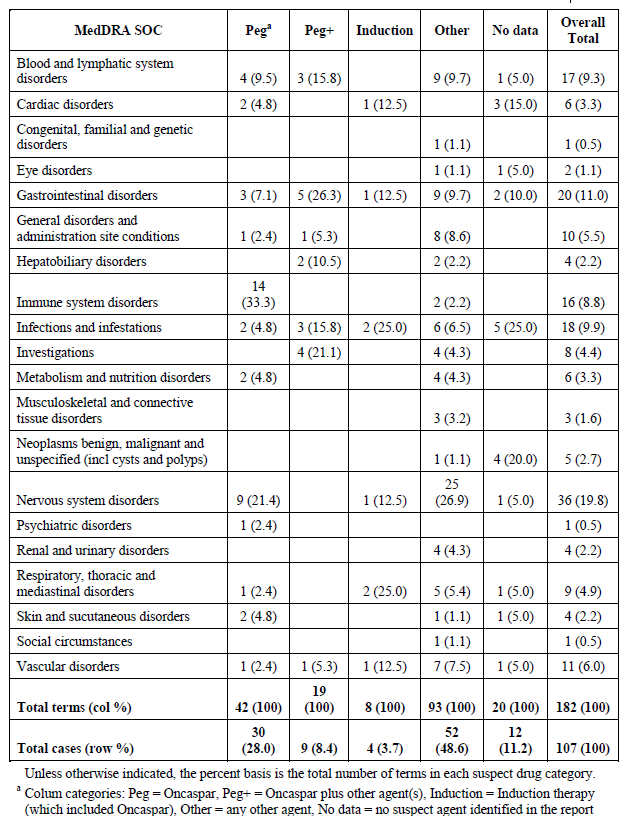 MedDRA SOC Pegᵃ Peg+ Induction Other No data Overall Total
Blood and lymphatic system
disorders 4 (9.5) 3 (15.8) 9 (9.7) 1 (5.0) 17 (9.3)
Cardiac disorders 2 (4.8) 1 (12.5) 3 (15.0) 6 (3.3)
Congenital, familial and genetic
disorders 1 (1.1) 1 (0.5)
Eye disorders 1 (1.1) 1 (5.0) 2 (1.1)
Gastrointestinal disorders 3 (7.1) 5 (26.3) 1 (12.5) 9 (9.7) 2 (10.0) 20 (11.0)
General disorders and
administration site conditions 1 (2.4) 1 (5.3) 8 (8.6) 10 (5.5)
Hepatobiliary disorders 2 (10.5) 2 (2.2) 4 (2.2)
Immune system disorders 14 (33.3) 2 (2.2) 16 (8.8)
Infections and infestations 2 (4.8) 3 (15.8) 2 (25.0) 6 (6.5) 5 (25.0) 18 (9.9)
Investigations 4 (21.1) 4 (4.3) 8 (4.4)
Metabolism and nutrition disorders 2 (4.8) 4 (4.3) 6 (3.3)
Musculoskeletal and connective
tissue disorders 3 (3.2) 3 (1.6)
Neoplasms benign, malignant and
unspecified (incl cysts and polyps) 1 (1.1) 4 (20.0) 5 (2.7)
Nervous system disorders 9 (21.4) 1 (12.5) 25 (26.9) 1 (5.0) 36 (19.8)
Psychiatric disorders 1 (2.4) 1 (0.5)
Renal and urinary disorders 4 (4.3) 4 (2.2)
Respiratory, thoracic and
mediastinal disorders 1 (2.4) 2 (25.0) 5 (5.4) 1 (5.0) 9 (4.9)
Skin and sucutaneous disorders 2 (4.8) 1 (1.1) 1 (5.0) 4 (2.2)
Social circumstances 1 (1.1) 1 (0.5)
Vascular disorders 1 (2.4) 1 (5.3) 1 (12.5) 7 (7.5) 1 (5.0) 11 (6.0)
Total terms (col %) 42 (100) 19 (100) 8 (100) 93 (100) 20 (100) 182 (100)
Total cases (row %) 30 (28.0) 9 (8.4) 4 (3.7) 52 (48.6) 12 (11.2) 107 (100)
Unless otherwise indicated, the percent basis is the total number of terms in each suspect drug category.
ᵃ Colum categories: Peg = Oncaspar, Peg+ = Oncaspar plus other agent(s), Induction = Induction therapy
(which included Oncaspar), Other = any other agent, No data = no suspect agent identified in the report